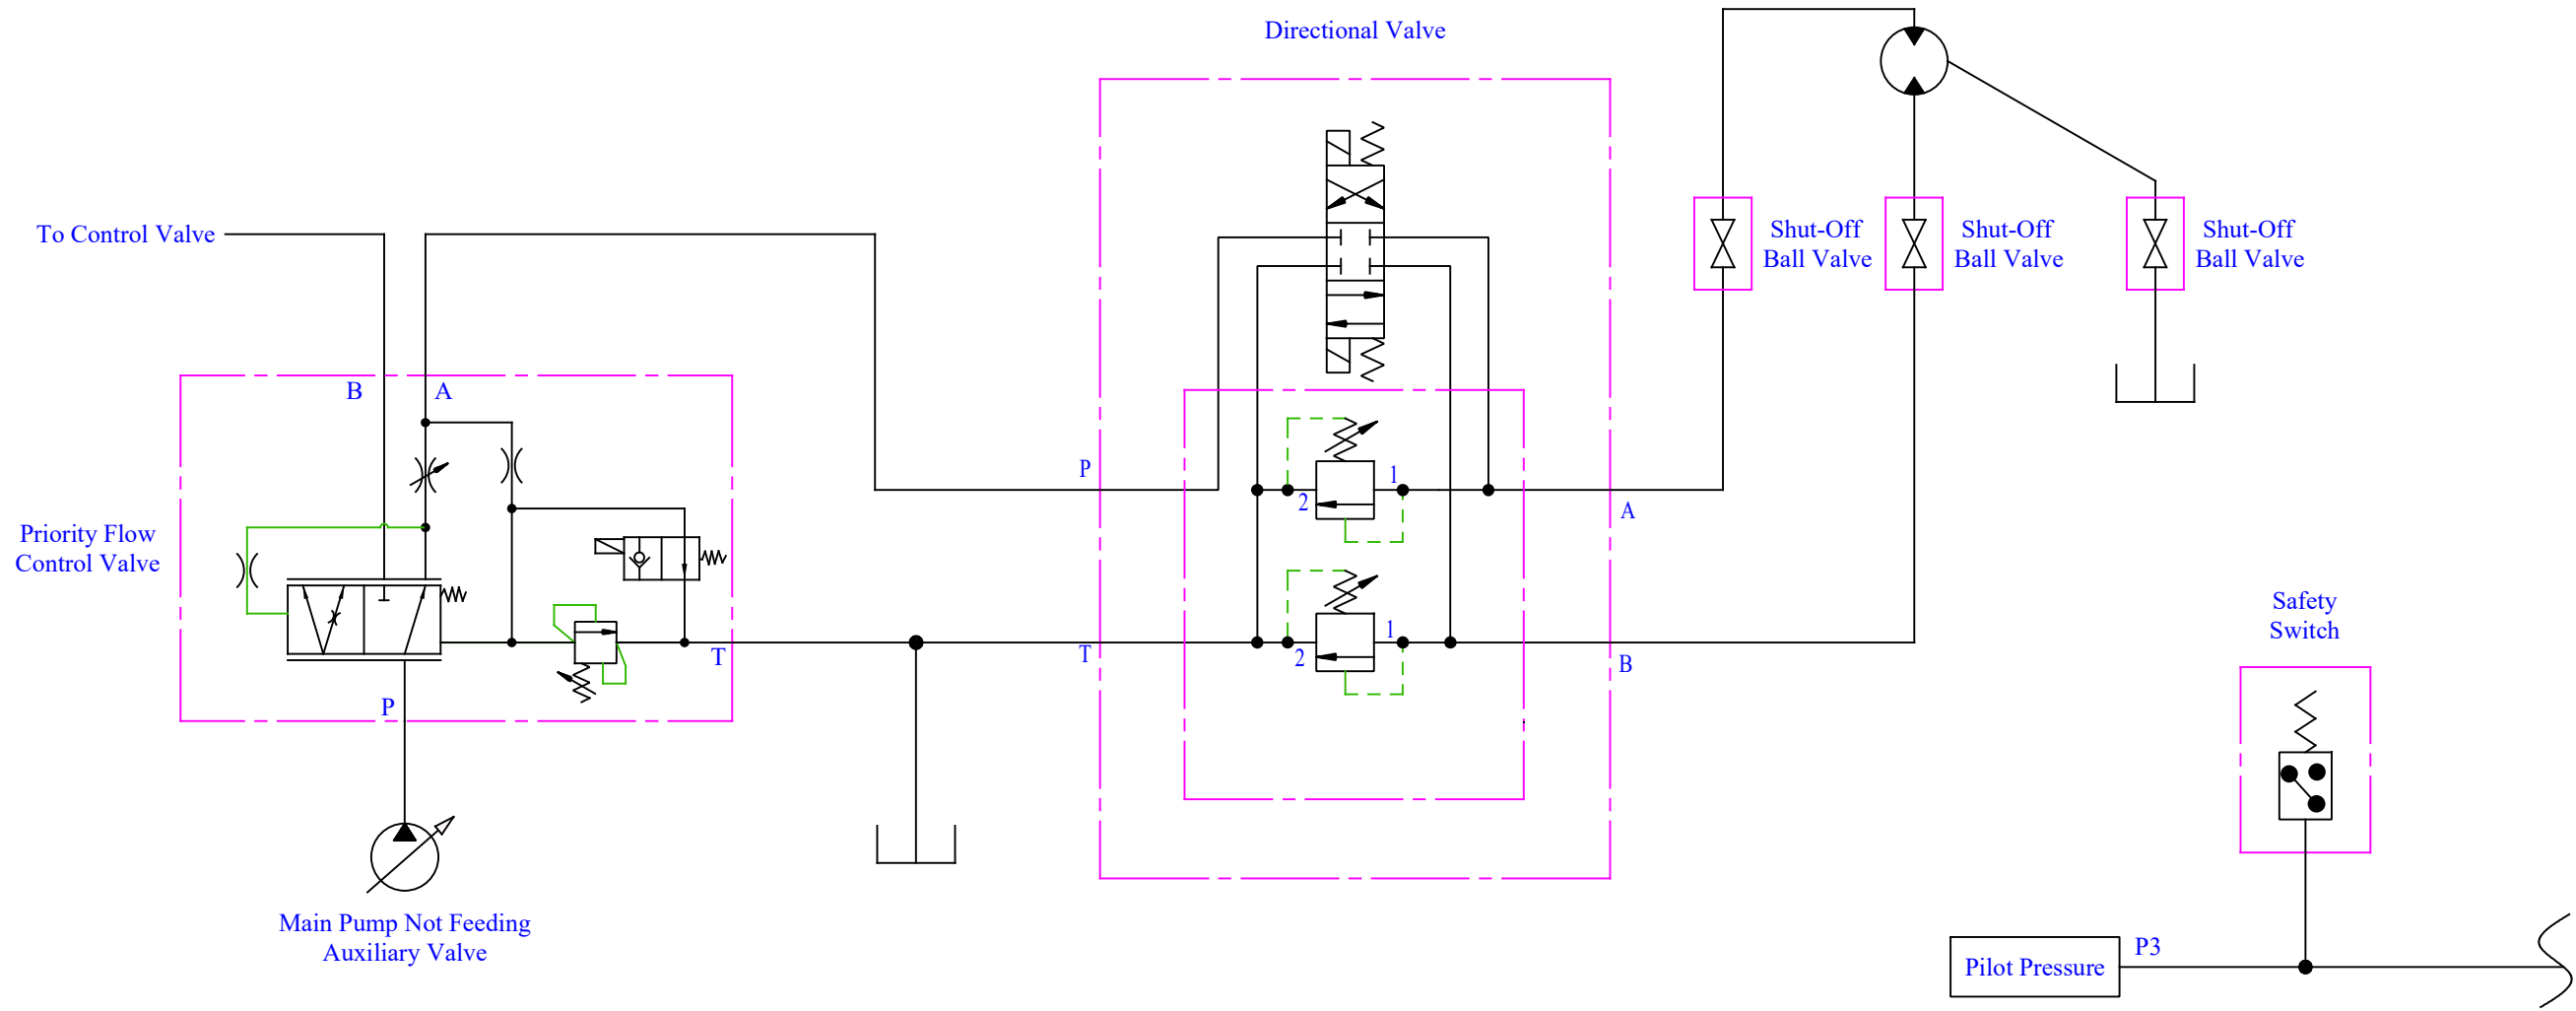 Directional Valve
To Control Valve
Shut-Off
Ball Valve
Shut-Off
Ball Valve
Shut-Off
Ball Valve
B
A
P
1
2
A
Priority Flow
Control Valve
T
T
1
2
B
P
Safety
Switch
Main Pump Not Feeding
Auxiliary Valve
Pilot Pressure
P3